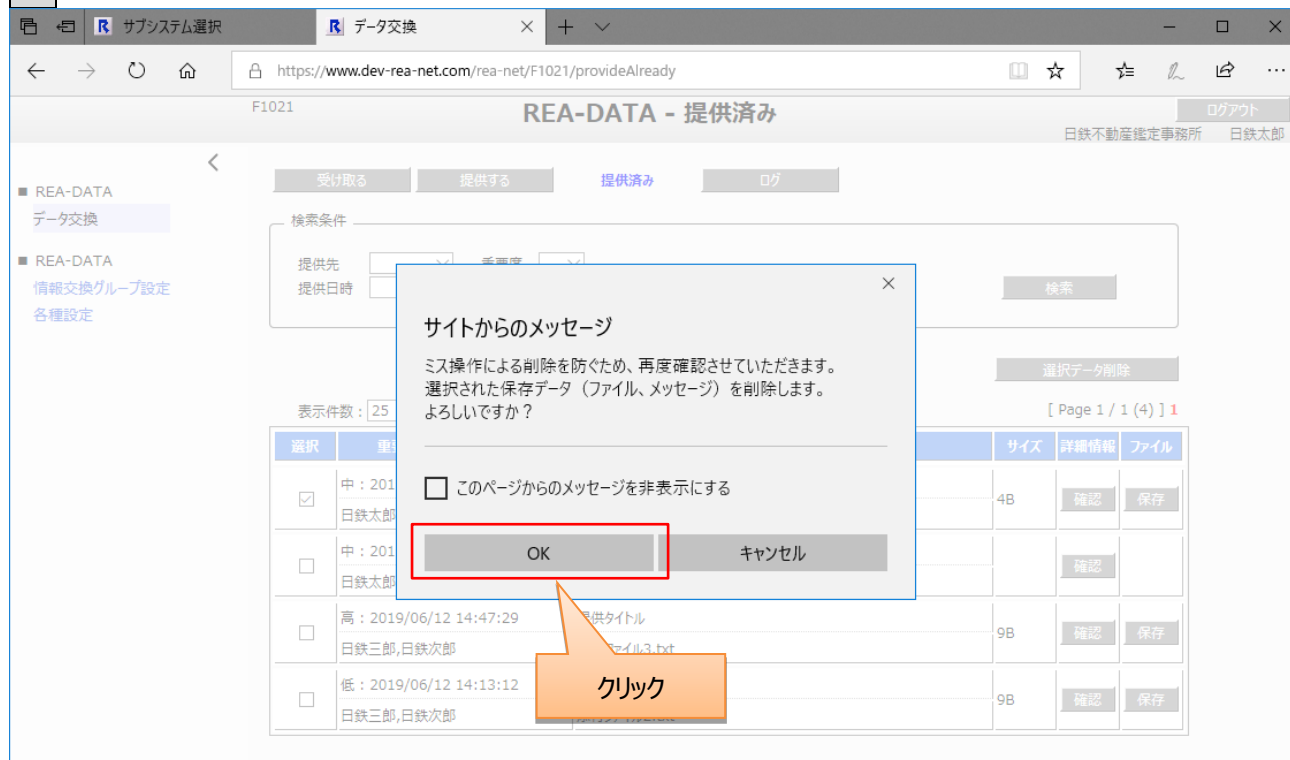 サブシステム選択
データ交換
https://www.dev-rea-net.com/rea-net/F1021/provideAlready
F1021
REA-DATA - 提供済み
ログアウト
日鉄不動産鑑定事務所 日鉄太郎
■ REA-DATA
データ交換
■ REA-DATA
情報交換グループ設定
各種設定
受け取る 提供する 提供済み ログ
検索条件
提供先 重要度
提供日時
検索
サイトからのメッセージ
ミス操作による削除を防ぐため、再度確認させていただきます。
選択された保存データ（ファイル、メッセージ）を削除します。
よろしいですか？
このページからのメッセージを非表示にする
OK キャンセル
クリック
選択データ削除
表示件数：25
[ Page 1 / 1 (4) ] 1
選択 重 サイズ 詳細情報 ファイル
中：201
日鉄太郎
4B 確認 保存
中：201
日鉄太郎
確認
高：2019/06/12 14:47:29 提供タイトル
日鉄三郎,日鉄次郎 ファイル3.txt
9B 確認 保存
低：2019/06/12 14:13:12
日鉄三郎,日鉄次郎
9B 確認 保存